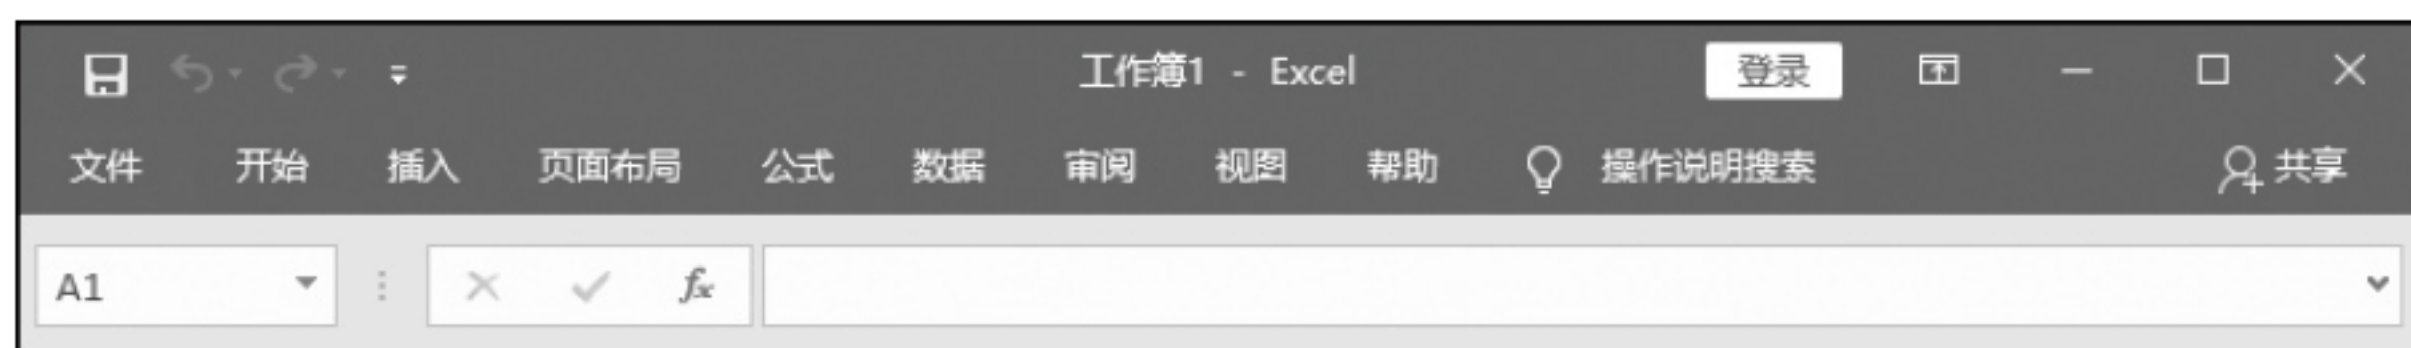 工作簿1 - Excel 登录
文件 开始 插入 页面布局 公式 数据 审阅 视图 帮助 操作说明搜索 共享
A1 fx